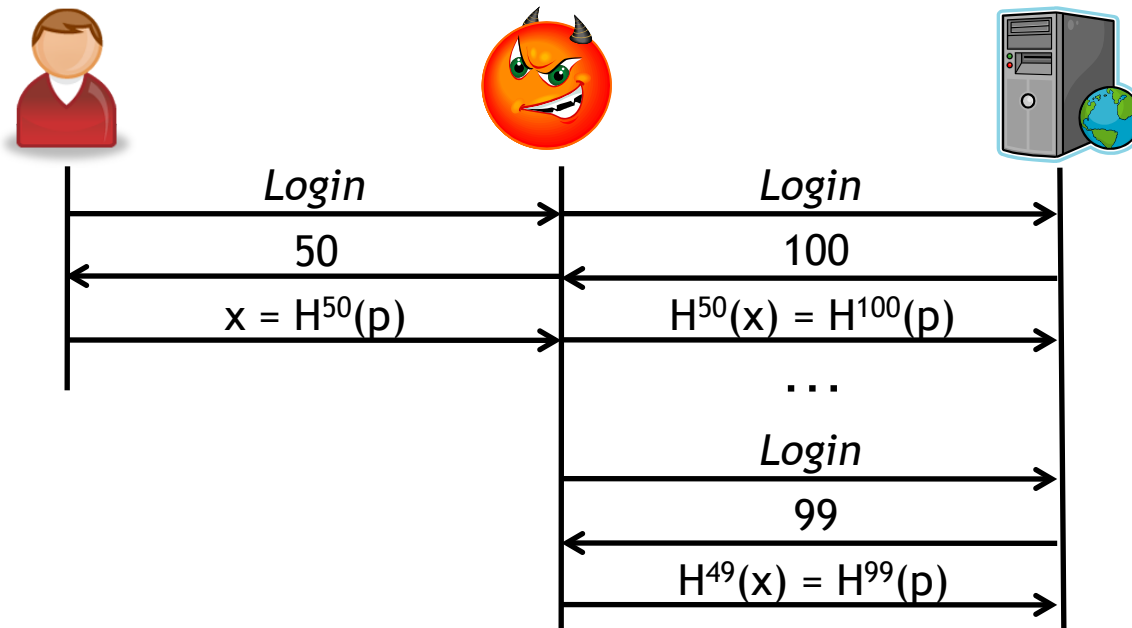 Login Login
50 100
x = H⁵⁰(p) H⁵⁰(x) = H¹⁰⁰(p)
...
Login
99
H⁴⁹(x) = H⁹⁹(p)